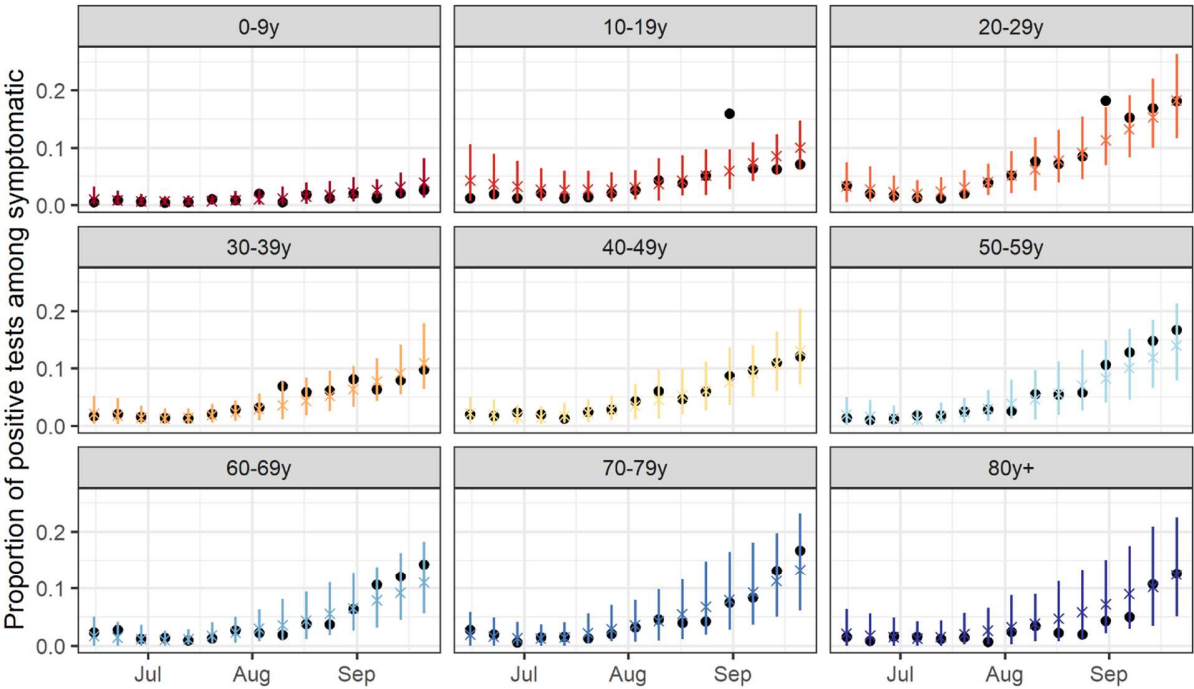 0-9y 10-19y 20-29y
0.2
0.1
0.0
30-39y 40-49y 50-59y
0.2
0.1
0.0
60-69y 70-79y 80y+
0.2
0.1
0.0
Jul Aug Sep Jul Aug Sep Jul Aug Sep
Proportion of positive tests among symptomatic